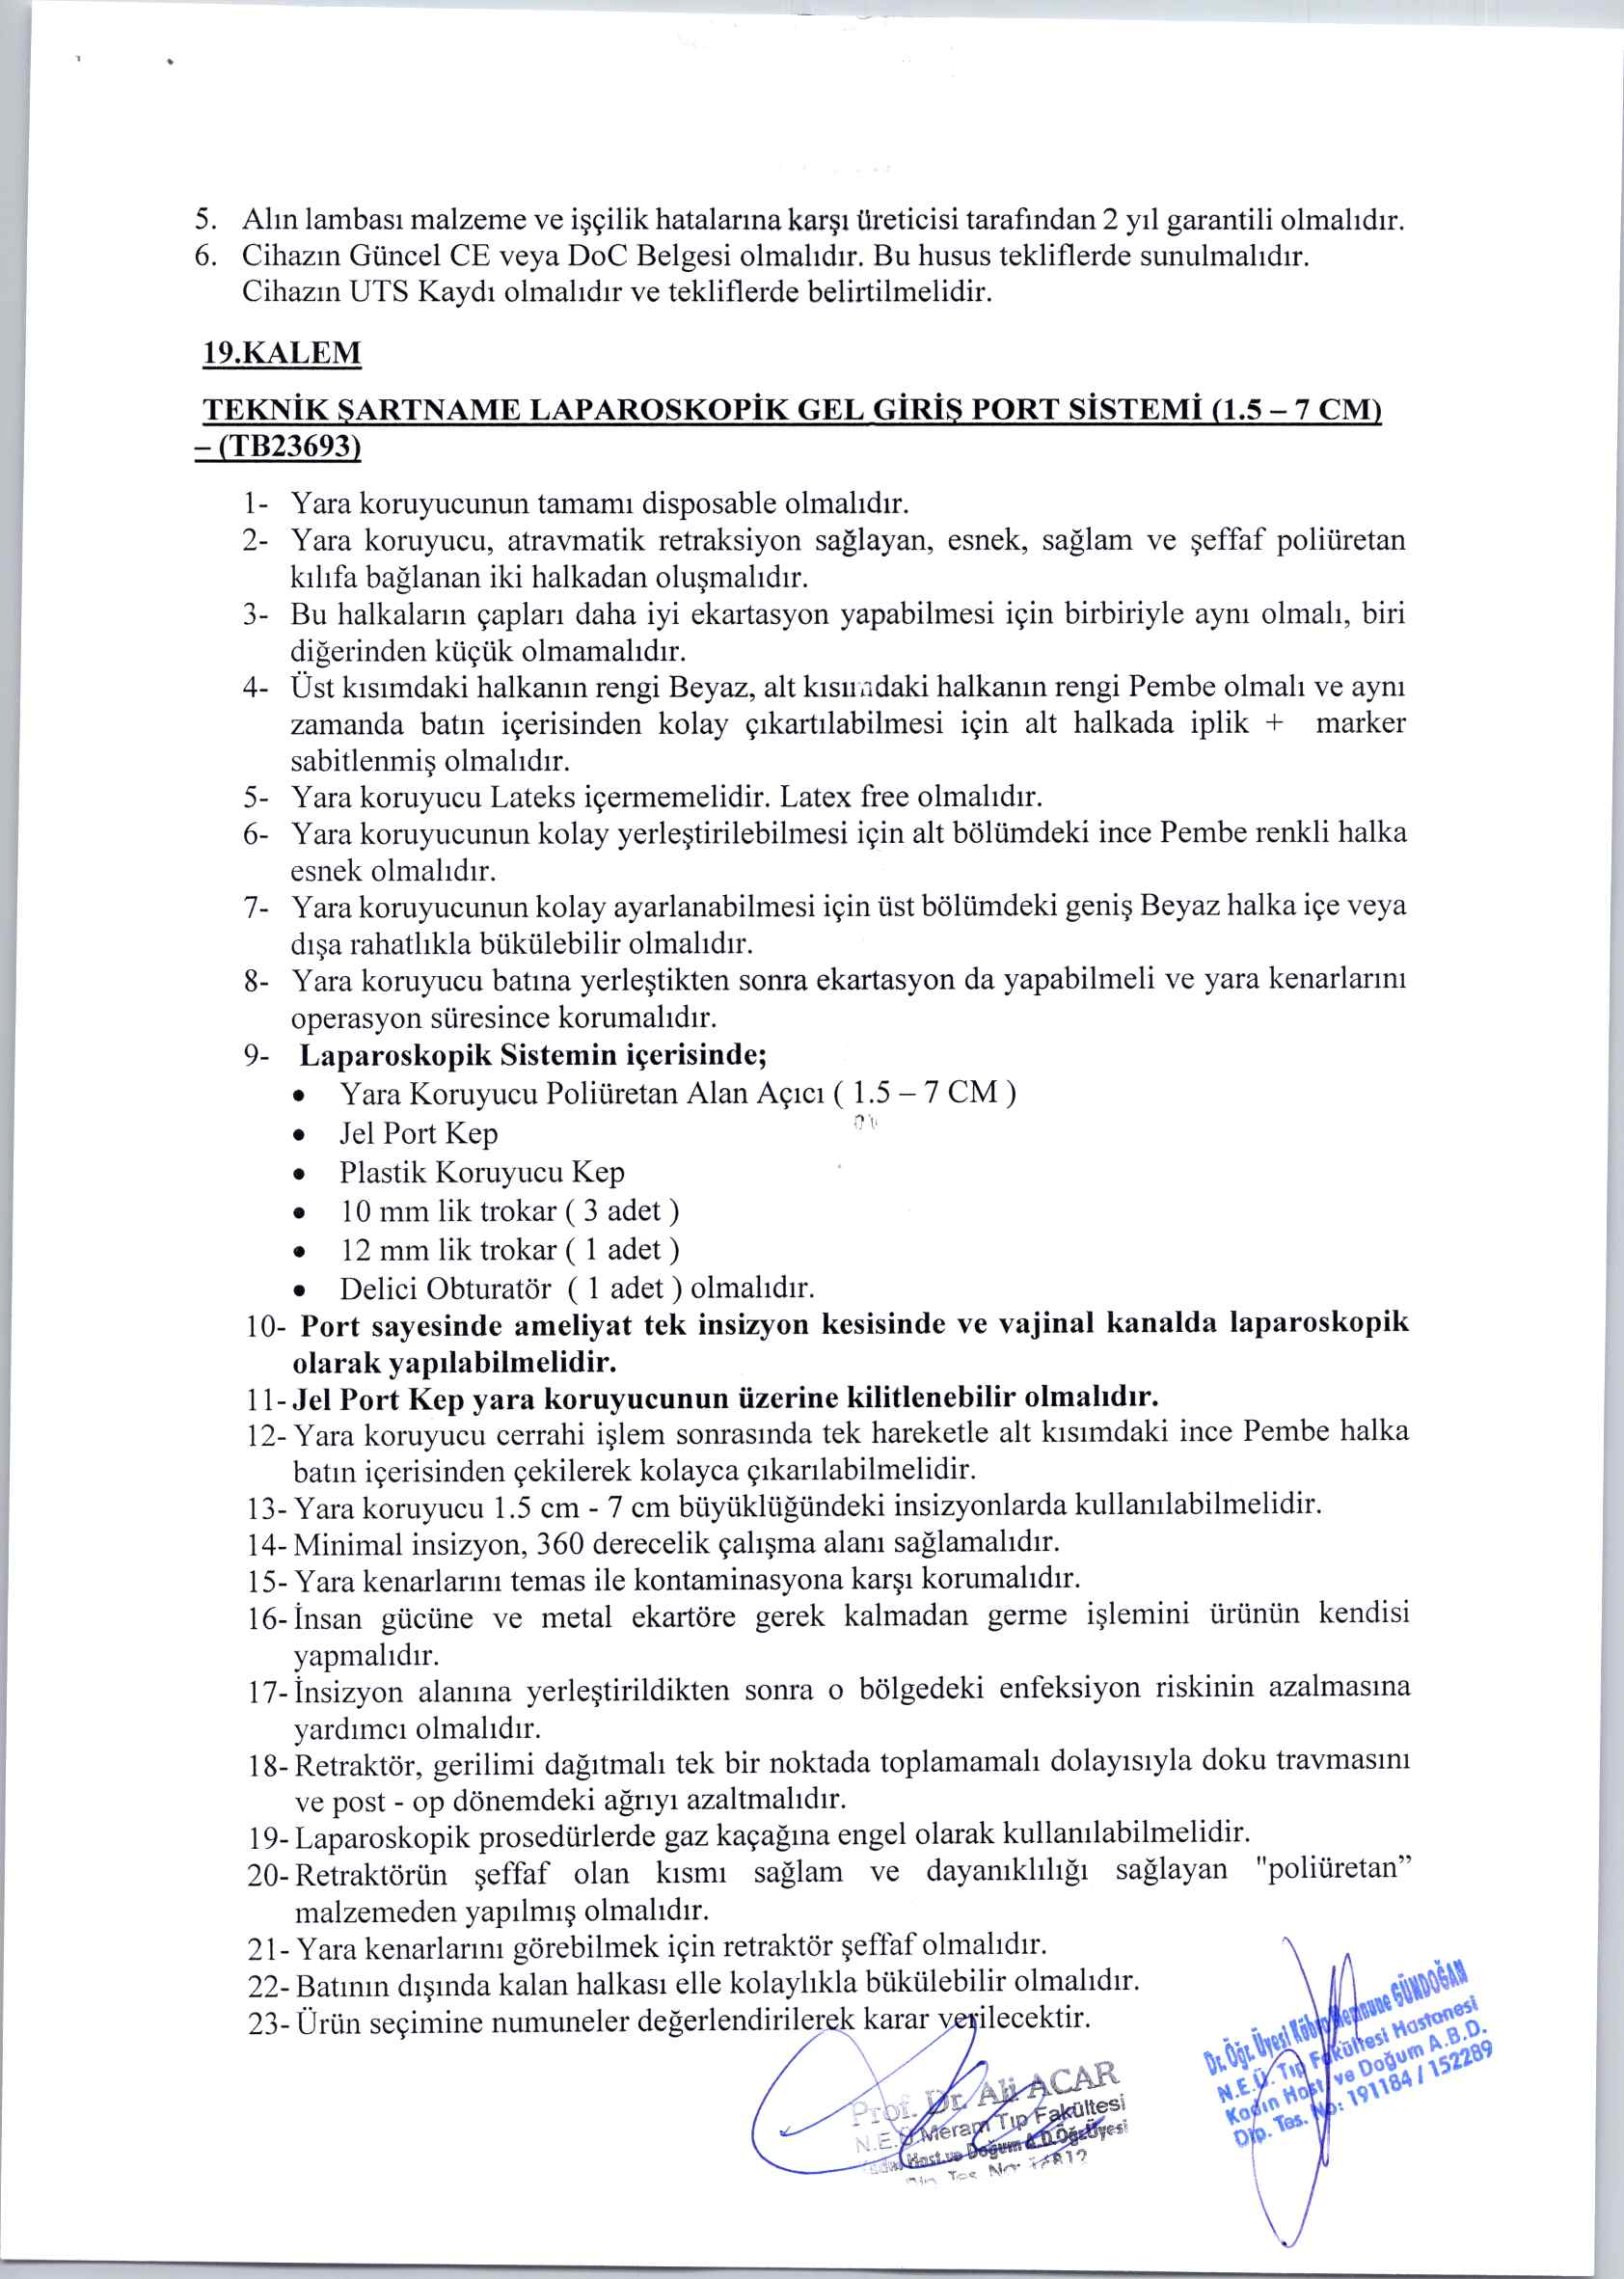 5. Alın lambası malzeme ve işçilik hatalarına karşı üreticisi tarafından 2 yıl garantili olmalıdır.
6. Cihazın Güncel CE veya DoC Belgesi olmalıdır. Bu husus tekliflerde sunulmalıdır.
Cihazın UTS Kaydı olmalıdır ve tekliflerde belirtilmelidir.
19.KALEM
TEKNİK ŞARTNAME LAPAROSKOPİK GEL GİRİŞ PORT SİSTEMİ (1.5 – 7 CM)
– (TB23693)
1- Yara koruyucunun tamamı disposable olmalıdır.
2- Yara koruyucu, atravmatik retraksiyon sağlayan, esnek, sağlam ve şeffaf poliüretan
kılıfa bağlanan iki halkadan oluşmalıdır.
3- Bu halkaların çapları daha iyi ekartasyon yapabilmesi için birbiriyle aynı olmalı, biri
diğerinden küçük olmamalıdır.
4- Üst kısımdaki halkanın rengi Beyaz, alt kısımdaki halkanın rengi Pembe olmalı ve aynı
zamanda batın içerisinden kolay çıkartılabilmesi için alt halkada iplik + marker
sabitlenmiş olmalıdır.
5- Yara koruyucu Lateks içermemelidir. Latex free olmalıdır.
6- Yara koruyucunun kolay yerleştirilebilmesi için alt bölümdeki ince Pembe renkli halka
esnek olmalıdır.
7- Yara koruyucunun kolay ayarlanabilmesi için üst bölümdeki geniş Beyaz halka içe veya
dışa rahatlıkla bükülebilir olmalıdır.
8- Yara koruyucu batına yerleştikten sonra ekartasyon da yapabilmeli ve yara kenarlarını
operasyon süresince korumalıdır.
9- Laparoskopik Sistemin içerisinde;
• Yara Koruyucu Poliüretan Alan Açıcı ( 1.5 – 7 CM )
• Jel Port Kep
• Plastik Koruyucu Kep
• 10 mm lik trokar ( 3 adet )
• 12 mm lik trokar ( 1 adet )
• Delici Obturatör ( 1 adet ) olmalıdır.
10- Port sayesinde ameliyat tek insizyon kesisinde ve vajinal kanalda laparoskopik
olarak yapılabilmelidir.
11- Jel Port Kep yara koruyucunun üzerine kilitlenebilir olmalıdır.
12- Yara koruyucu cerrahi işlem sonrasında tek hareketle alt kısımdaki ince Pembe halka
batın içerisinden çekilerek kolayca çıkarılabilmelidir.
13- Yara koruyucu 1.5 cm - 7 cm büyüklüğündeki insizyonlarda kullanılabilmelidir.
14- Minimal insizyon, 360 derecelik çalışma alanı sağlamalıdır.
15- Yara kenarlarını temas ile kontaminasyona karşı korumalıdır.
16- İnsan gücüne ve metal ekartöre gerek kalmadan germe işlemini ürünün kendisi
yapmalıdır.
17- İnsizyon alanına yerleştirildikten sonra o bölgedeki enfeksiyon riskinin azalmasına
yardımcı olmalıdır.
18- Retraktör, gerilimi dağıtmalı tek bir noktada toplamamalı dolayısıyla doku travmasını
ve post - op dönemdeki ağrıyı azaltmalıdır.
19- Laparoskopik prosedürlerde gaz kaçağına engel olarak kullanılabilmelidir.
20- Retraktörün şeffaf olan kısmı sağlam ve dayanıklılığı sağlayan "poliüretan”
malzemeden yapılmış olmalıdır.
21- Yara kenarlarını görebilmek için retraktör şeffaf olmalıdır.
22- Batının dışında kalan halkası elle kolaylıkla bükülebilir olmalıdır.
23- Ürün seçimine numuneler değerlendirilerek karar verilecektir.
Prof. Dr. Ali ACAR
N.E.Ü Meram Tıp Fakültesi
Hast. ve Doğum A.D. Öğr. Üyesi
Dip. Tes. No:
Dr. Öğr. Üyesi Kübra Memnune GÜNDOĞAN
N.E.Ü. Tıp Fakültesi Hastanesi
Kadın Hast. ve Doğum A.B.D.
Dip. Tes. No: 191184 / 152289